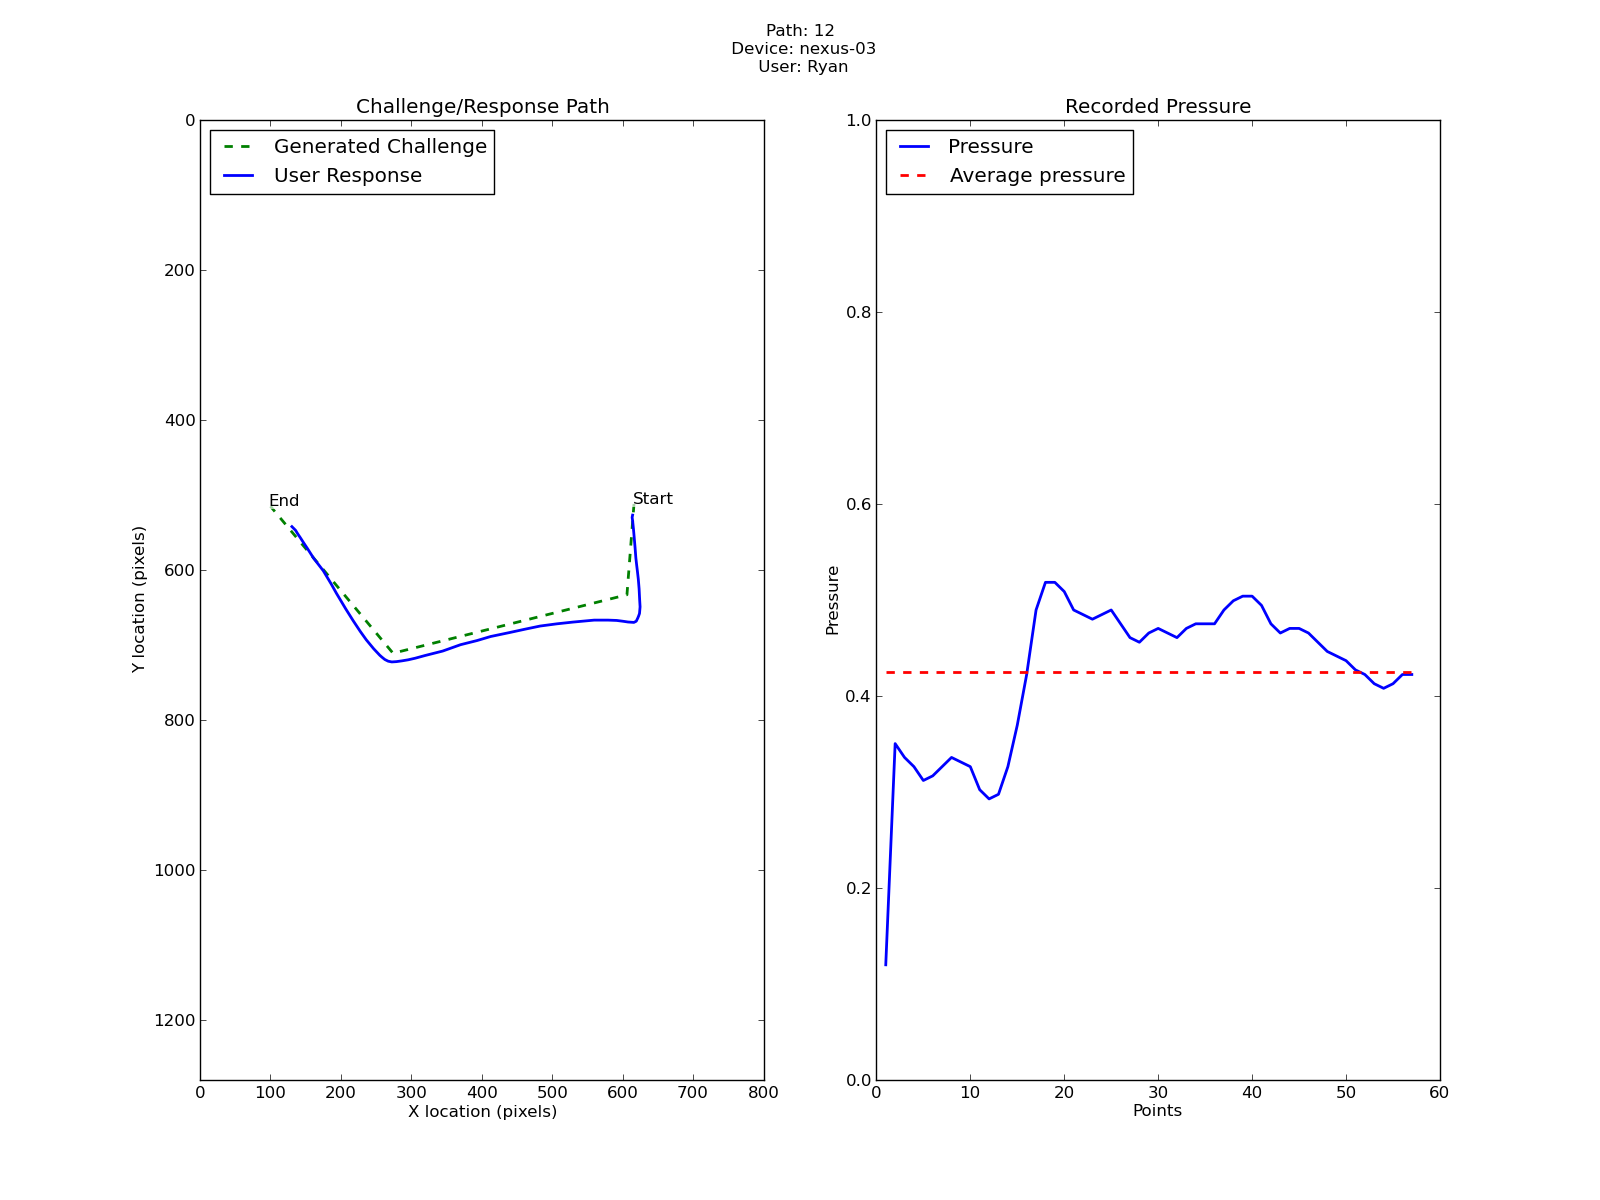 Path: 12
Device: nexus-03
User: Ryan
Challenge/Response Path
Generated Challenge
User Response
0
200
400
600
800
1000
1200
Y location (pixels)
End
Start
0 100 200 300 400 500 600 700 800
X location (pixels)
Recorded Pressure
Pressure
Average pressure
1.0
0.8
0.6
0.4
0.2
0.0
Pressure
0 10 20 30 40 50 60
Points